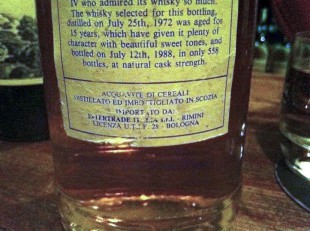 IV who admired its whisky so much.
The whisky selected for this bottling,
distilled on July 25th, 1972 was aged for
15 years, which have given it plenty of
character with beautiful sweet tones, and
bottled on July 12th, 1988, in only 558
bottles, at natural cask strength.
ACQUAVITE DI CEREALI
DISTILLATO ED IMBOTTIGLIATO IN SCOZIA
IMPORTATO DA:
S.r.l. - RIMINI
LICENZA U.T.I.F. 28 - BOLOGNA